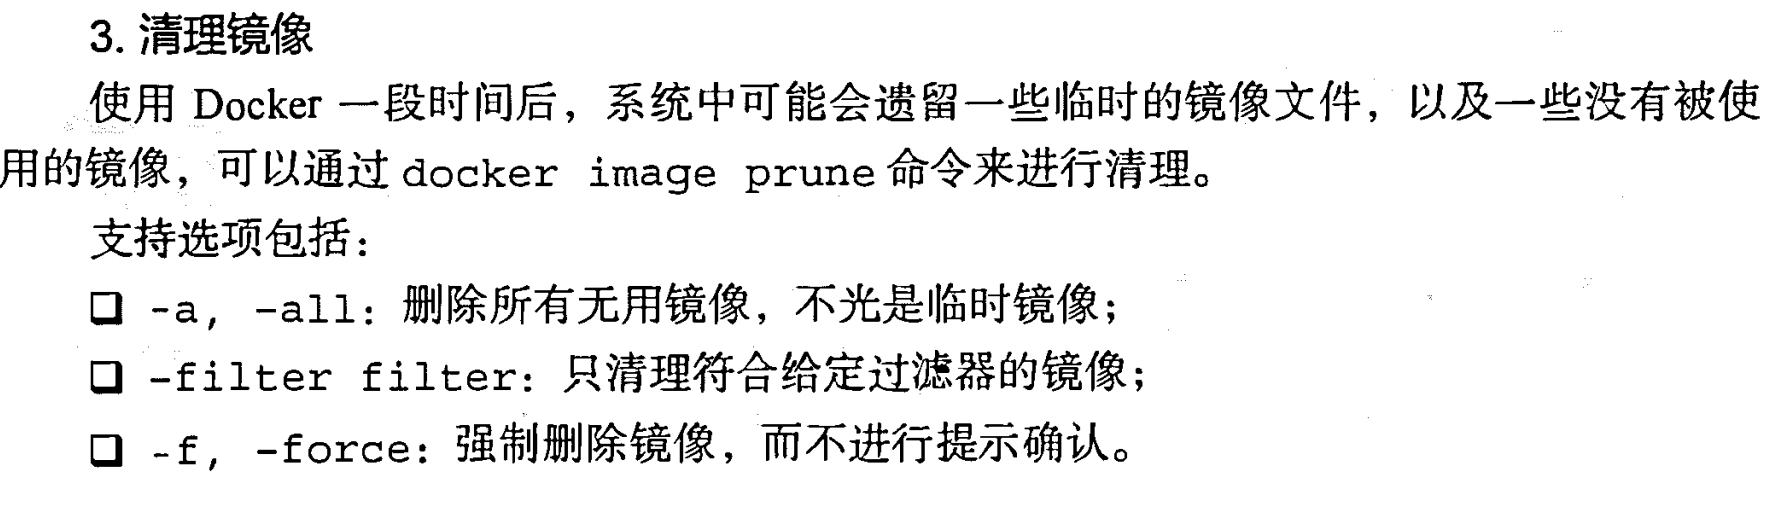 3. 清理镜像
使用 Docker 一段时间后，系统中可能会遗留一些临时的镜像文件，以及一些没有被使
用的镜像，可以通过 docker image prune 命令来进行清理。
支持选项包括：
❑ -a, -all：删除所有无用镜像，不光是临时镜像；
❑ -filter filter：只清理符合给定过滤器的镜像；
❑ -f, -force：强制删除镜像，而不进行提示确认。